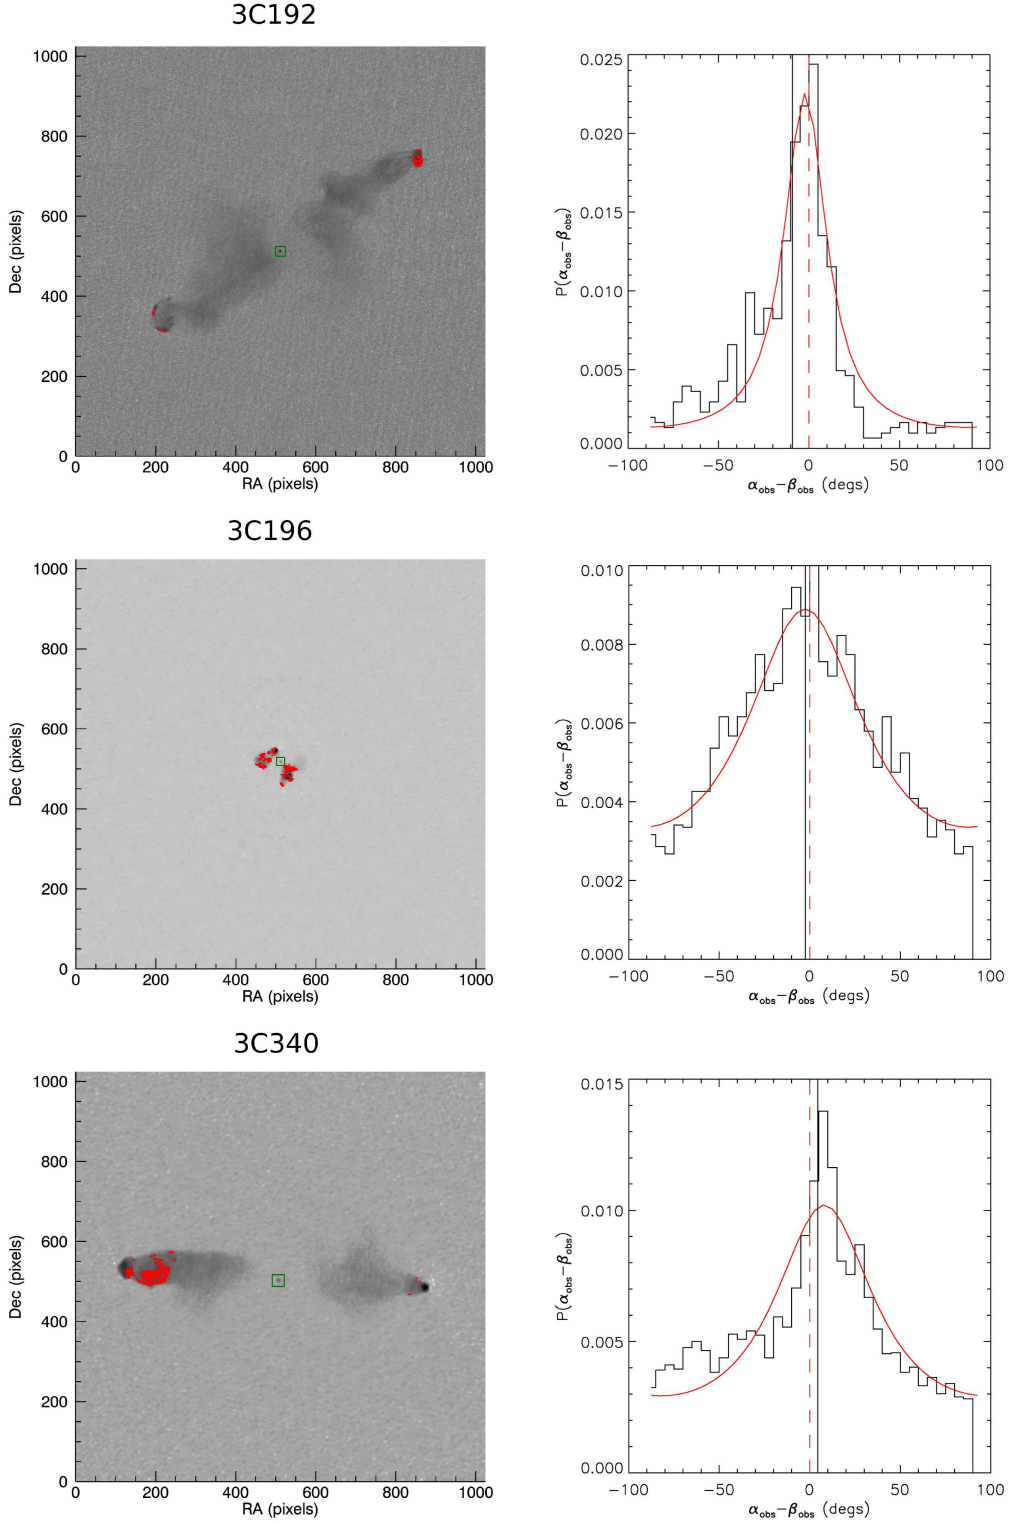 3C192
1000
800
600
400
200
0
Dec (pixels)
0 200 400 600 800 1000
RA (pixels)
0.025
0.020
0.015
0.010
0.005
0.000
P(αobs−βobs)
−100 −50 0 50 100
αobs−βobs (degs)
3C196
1000
800
600
400
200
0
Dec (pixels)
0 200 400 600 800 1000
RA (pixels)
0.010
0.008
0.006
0.004
0.002
0.000
P(αobs−βobs)
−100 −50 0 50 100
αobs−βobs (degs)
3C340
1000
800
600
400
200
0
Dec (pixels)
0 200 400 600 800 1000
RA (pixels)
0.015
0.010
0.005
0.000
P(αobs−βobs)
−100 −50 0 50 100
αobs−βobs (degs)